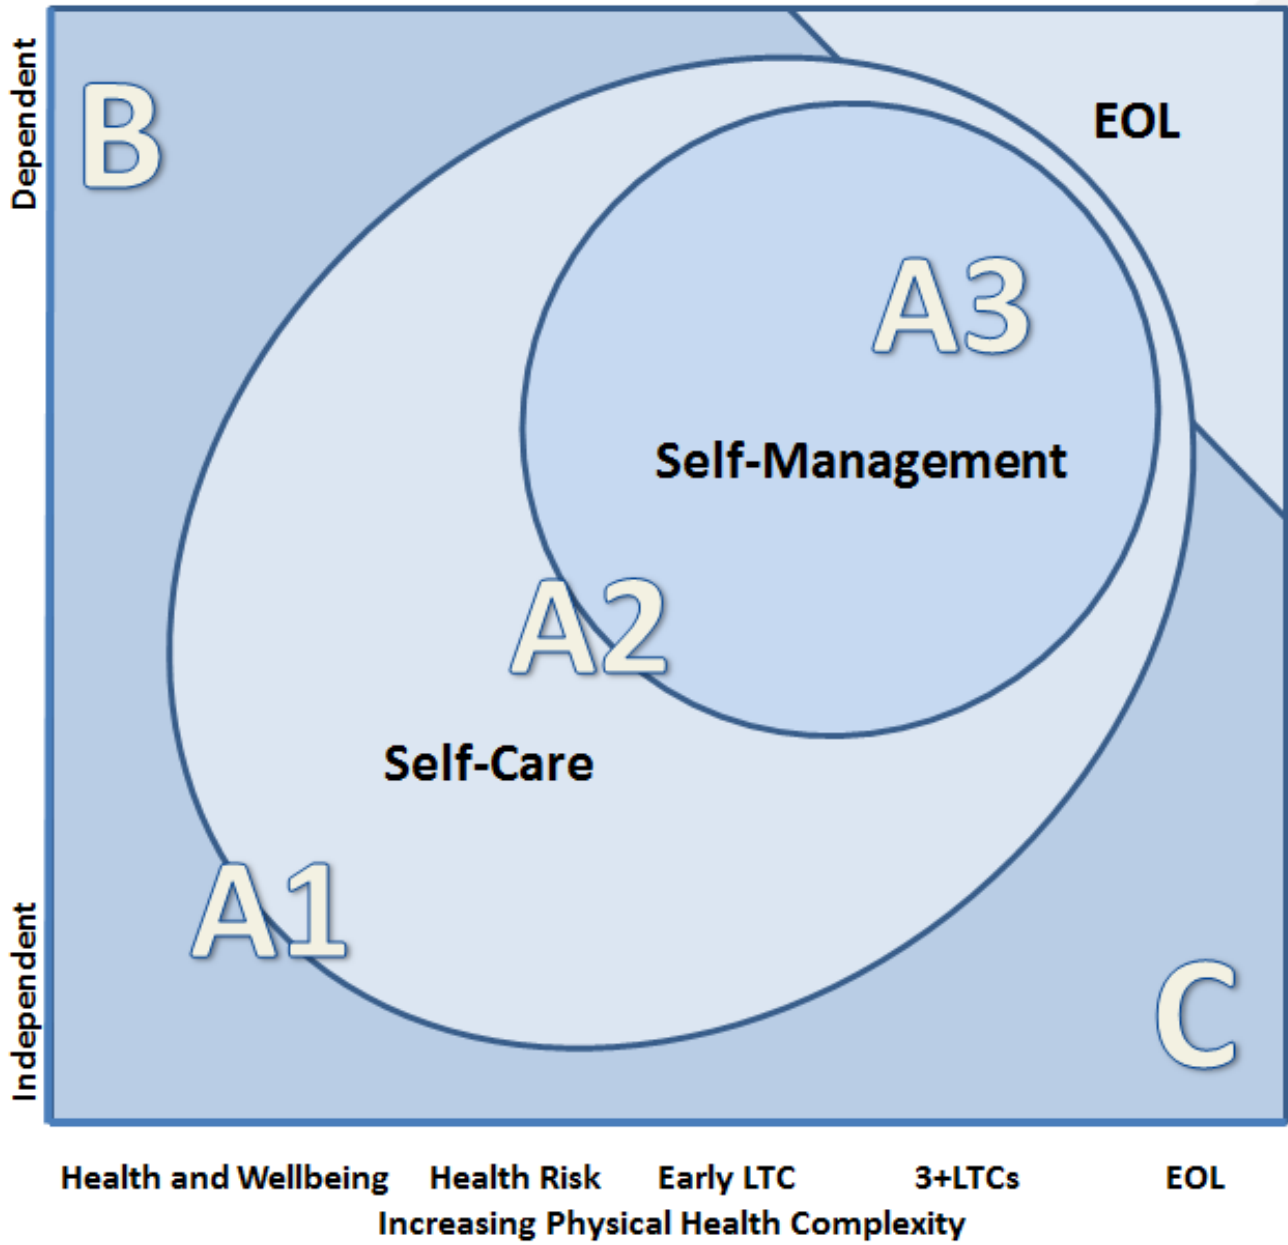 Dependent
B
EOL
A3
Self-Management
A2
Self-Care
A1
Independent
C
Health and Wellbeing Health Risk Early LTC 3+LTCs EOL
Increasing Physical Health Complexity